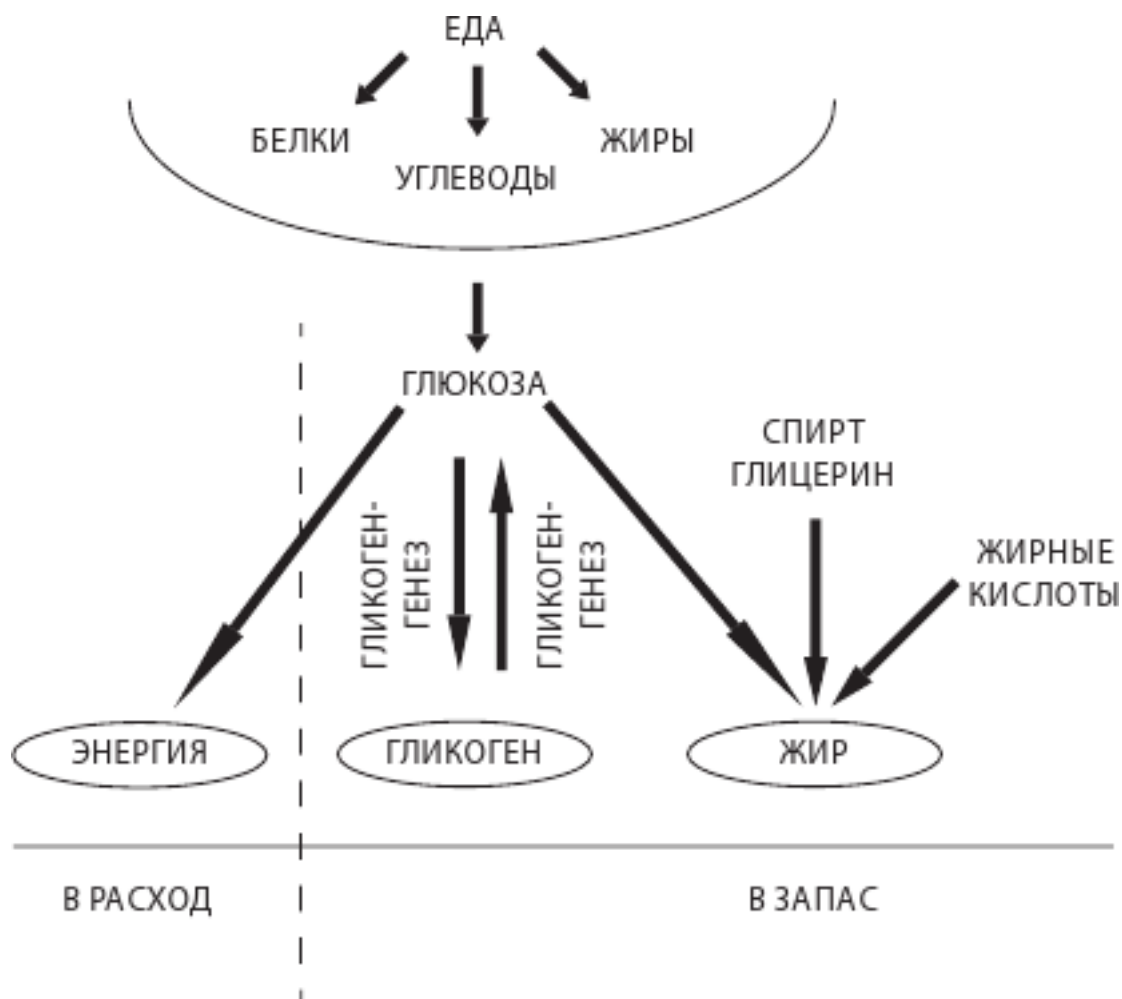 ЕДА
БЕЛКИ
ЖИРЫ
УГЛЕВОДЫ
ГЛЮКОЗА
СПИРТ
ГЛИЦЕРИН
ЖИРНЫЕ
КИСЛОТЫ
ГЛИКОГЕН-
ГЕНЕЗ
ГЛИКОГЕН-
ГЕНЕЗ
ЭНЕРГИЯ
ГЛИКОГЕН
ЖИР
В РАСХОД
В ЗАПАС